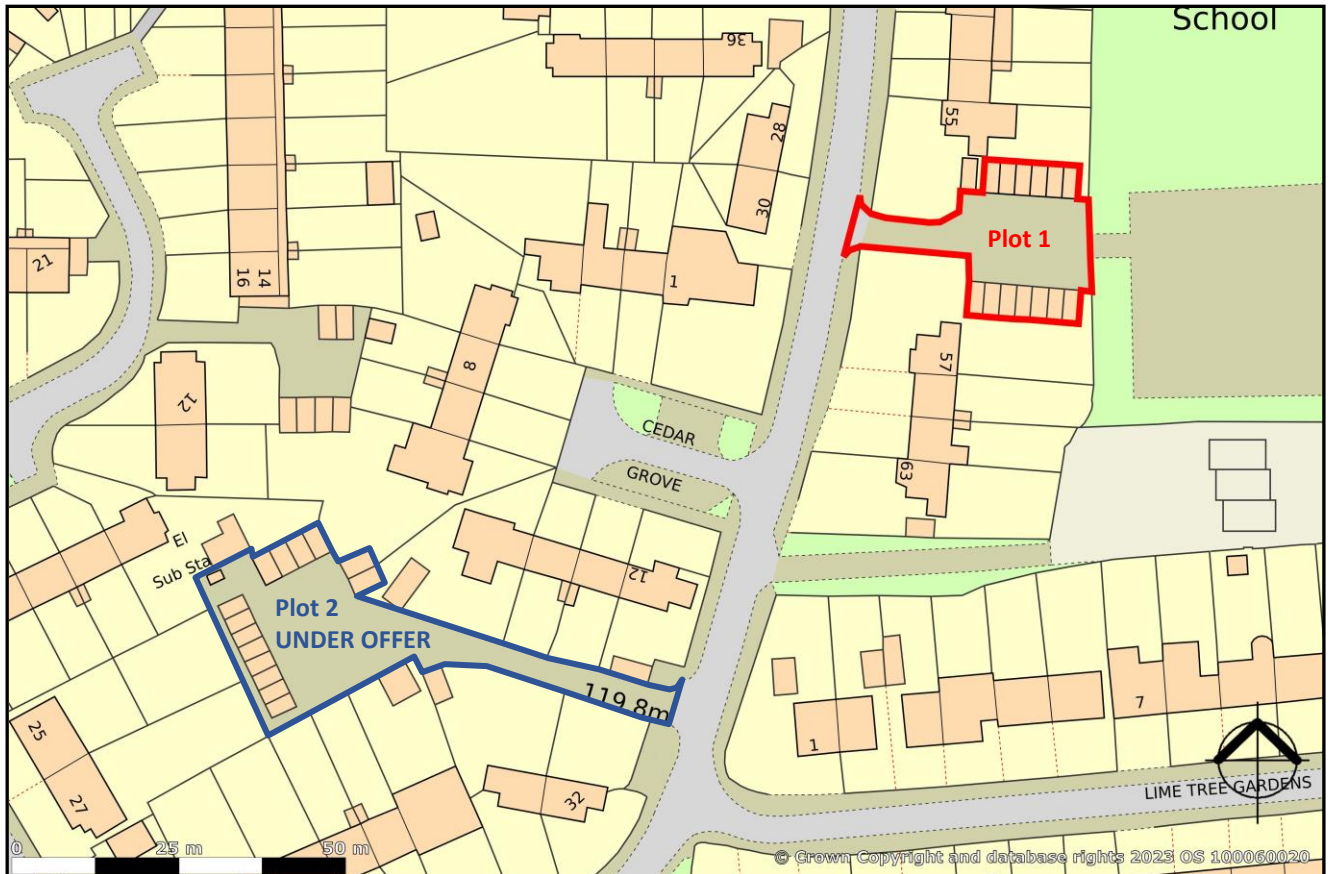 School
36
55
28
30
Plot 1
21
14
16
1
8
57
12
CEDAR
GROVE
63
El
Sub Sta
12
Plot 2
UNDER OFFER
119.8m
7
1
25
27
32
LIME TREE GARDENS
0
25 m
50 m
© Crown Copyright and database rights 2023 OS 100060020